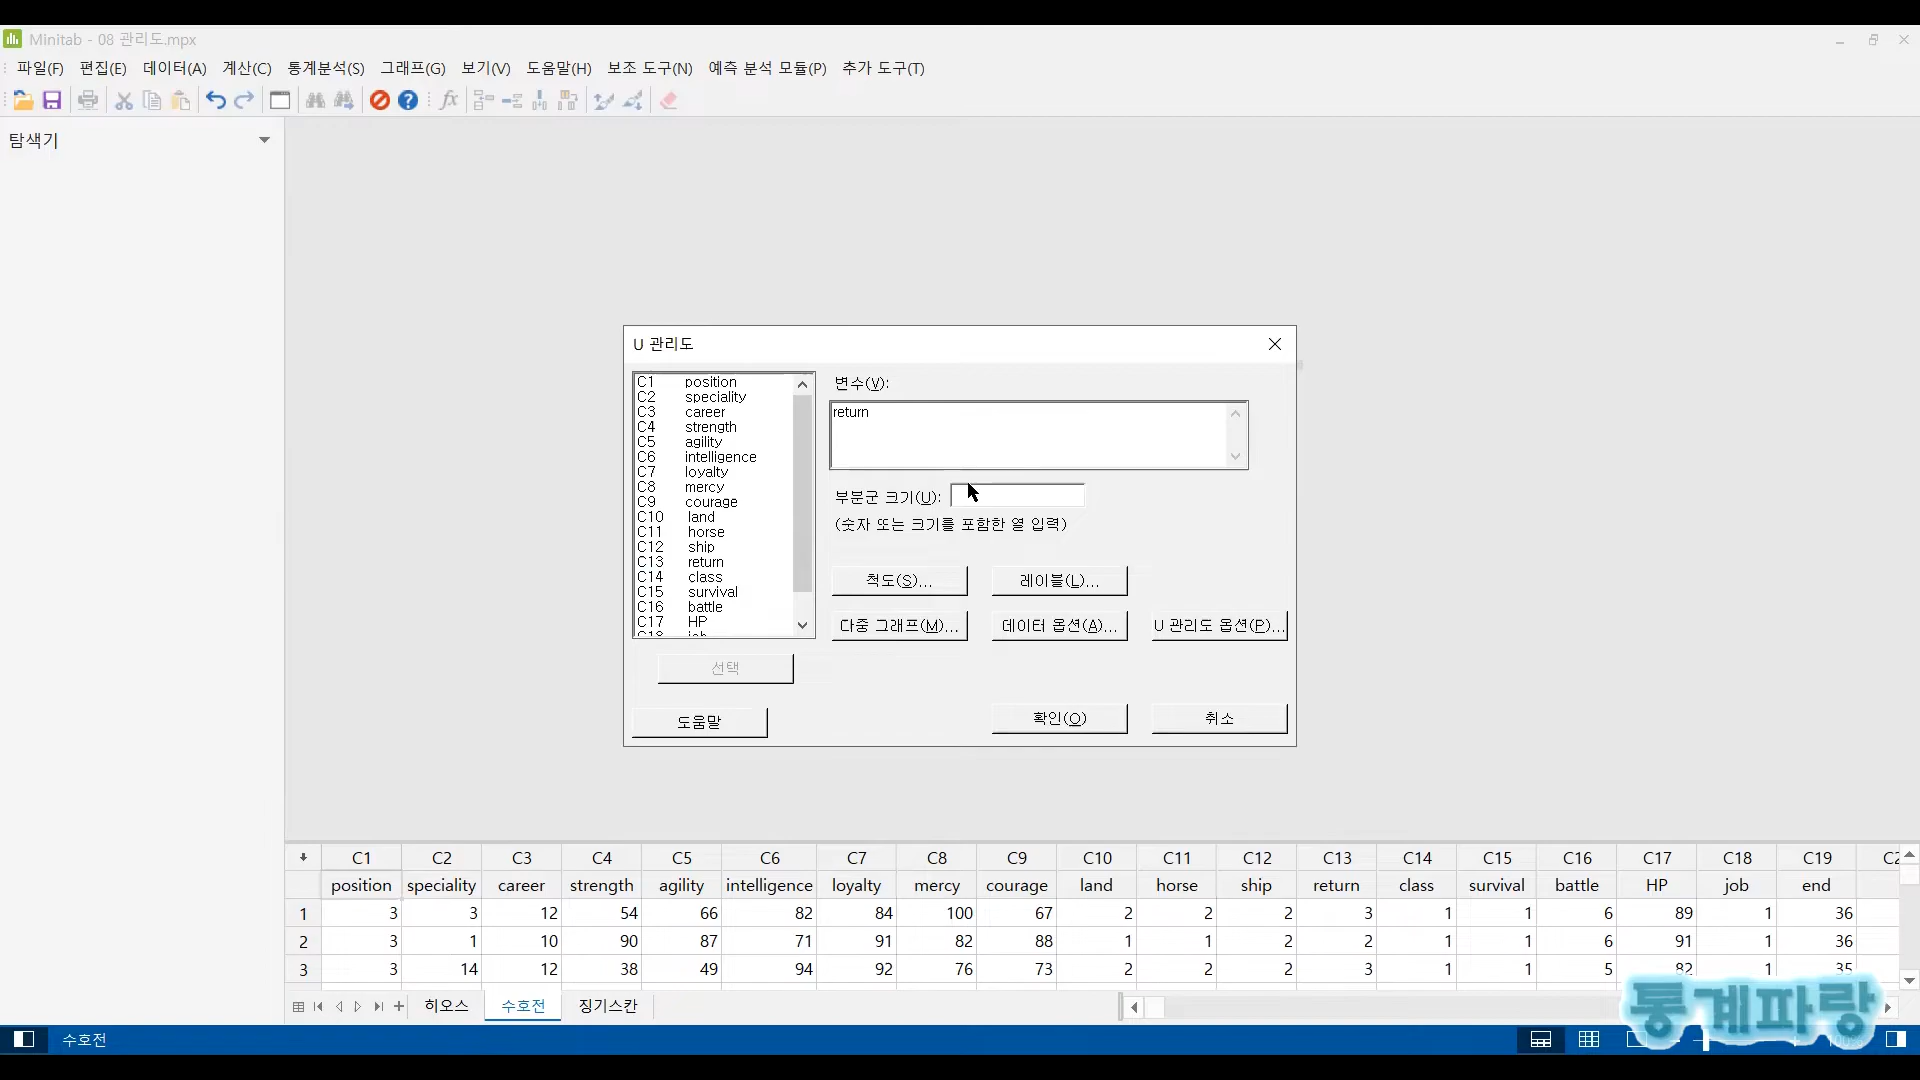 Minitab - 08 관리도.mpx
파일(F) 편집(E) 데이터(A) 계산(C) 통계분석(S) 그래프(G) 보기(V) 도움말(H) 보조 도구(N) 예측 분석 모듈(P) 추가 도구(T)
탐색기
U 관리도
C1 position
C2 speciality
C3 career
C4 strength
C5 agility
C6 intelligence
C7 loyalty
C8 mercy
C9 courage
C10 land
C11 horse
C12 ship
C13 return
C14 class
C15 survival
C16 battle
C17 HP
C18 job
변수(V):
return
부분군 크기(U):
(숫자 또는 크기를 포함한 열 입력)
척도(S)... 레이블(L)...
다중 그래프(M)... 데이터 옵션(A)... U 관리도 옵션(P)...
선택
도움말 확인(O) 취소
C1 C2 C3 C4 C5 C6 C7 C8 C9 C10 C11 C12 C13 C14 C15 C16 C17 C18 C19 C2
position speciality career strength agility intelligence loyalty mercy courage land horse ship return class survival battle HP job end
1 3 3 12 54 66 82 84 100 67 2 2 2 3 1 1 6 89 1 36
2 3 1 10 90 87 71 91 82 88 1 1 2 2 1 1 6 91 1 36
3 3 14 12 38 49 94 92 76 73 2 2 2 3 1 1 5 82 1 35
히오스 수호전 징기스칸
수호전
통계파랑